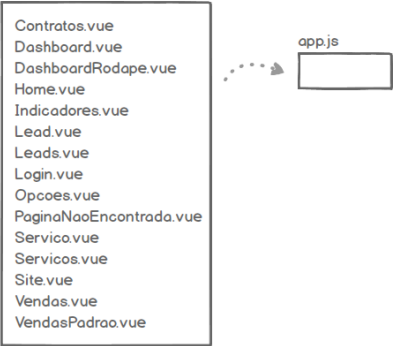 Contratos.vue
Dashboard.vue
DashboardRodape.vue
Home.vue
Indicadores.vue
Lead.vue
Leads.vue
Login.vue
Opcoes.vue
PaginaNaoEncontrada.vue
Servico.vue
Servicos.vue
Site.vue
Vendas.vue
VendasPadrao.vue
app.js